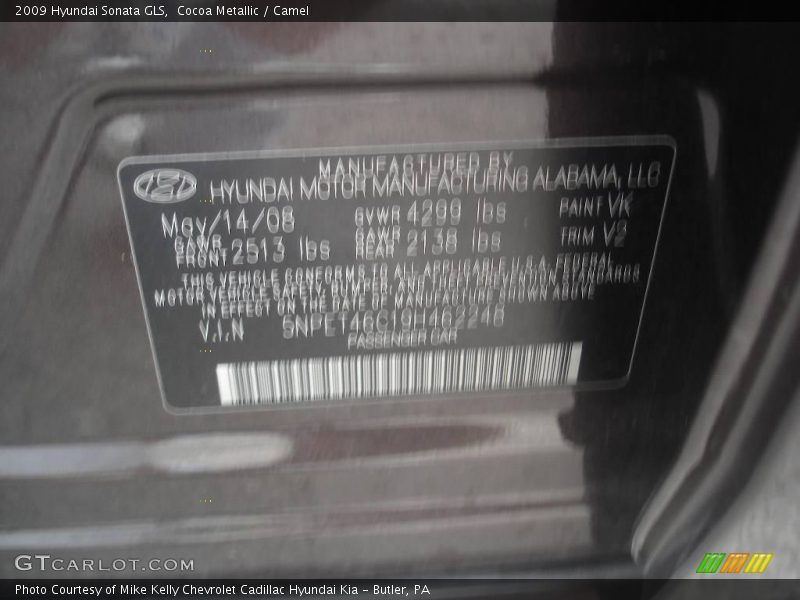 2009 Hyundai Sonata GLS, Cocoa Metallic / Camel
MANUFACTURED BY
HYUNDAI MOTOR MANUFACTURING ALABAMA, LLC
May/14/08 GVWR 4299 lbs PAINT VK
GAWR FRONT 2513 lbs GAWR REAR 2138 lbs TRIM V2
THIS VEHICLE CONFORMS TO ALL APPLICABLE U.S.A. FEDERAL
MOTOR VEHICLE SAFETY, BUMPER, AND THEFT PREVENTION STANDARDS
IN EFFECT ON THE DATE OF MANUFACTURE SHOWN ABOVE
V.I.N 5NPET46C19H462248
PASSENGER CAR
GTCARLOT.COM
Photo Courtesy of Mike Kelly Chevrolet Cadillac Hyundai Kia – Butler, PA